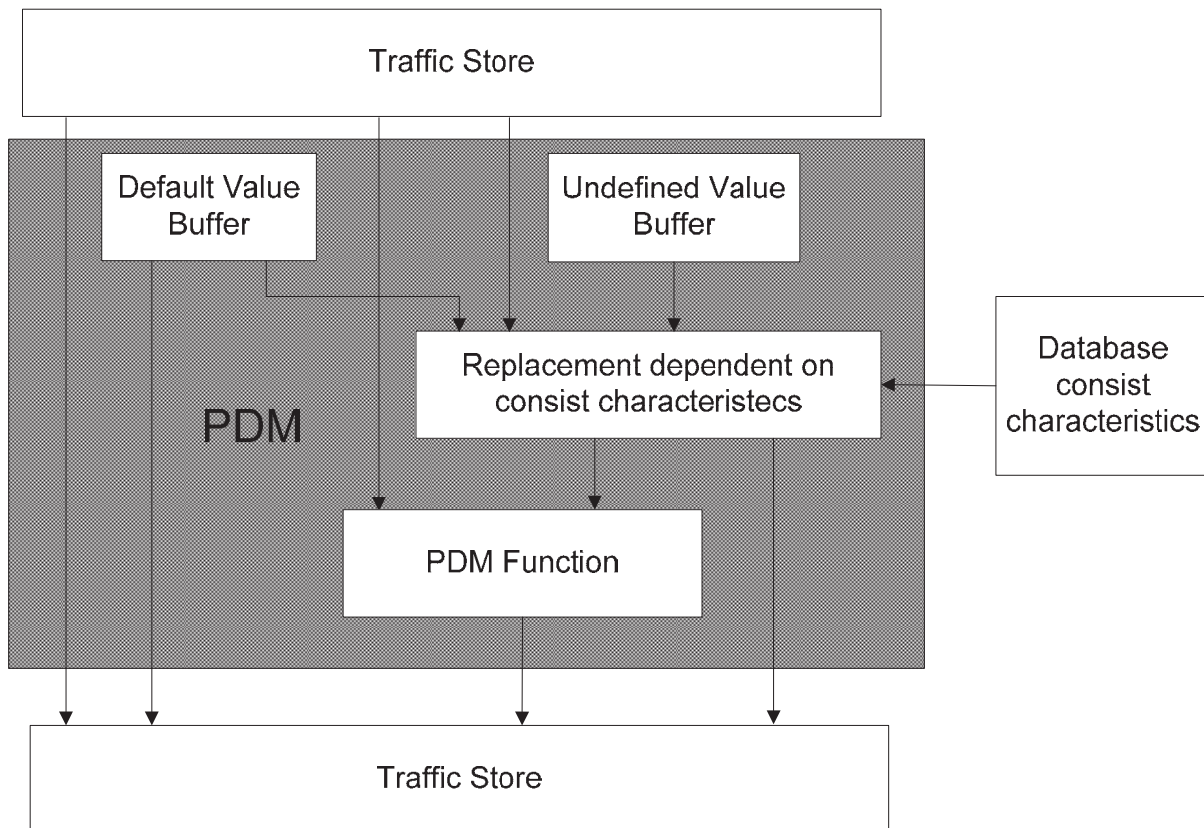 Traffic Store
Default Value
Buffer
Undefined Value
Buffer
Replacement dependent on
consist characteristecs
Database
consist
characteristics
PDM
PDM Function
Traffic Store